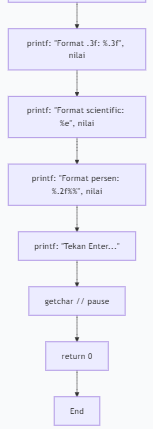 printf: "Format .3f: %.3f",
nilai
printf: "Format scientific:
%e", nilai
printf: "Format persen:
%.2f%%", nilai
printf: "Tekan Enter..."
getchar // pause
return 0
End